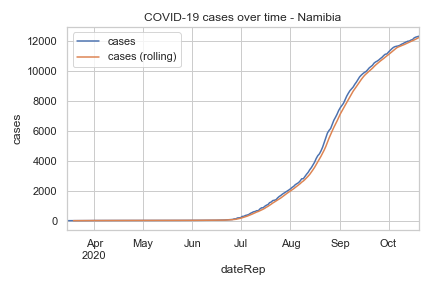 COVID-19 cases over time - Namibia
cases
cases (rolling)
12000
10000
8000
6000
4000
2000
0
cases
Apr May Jun Jul Aug Sep Oct
2020
dateRep